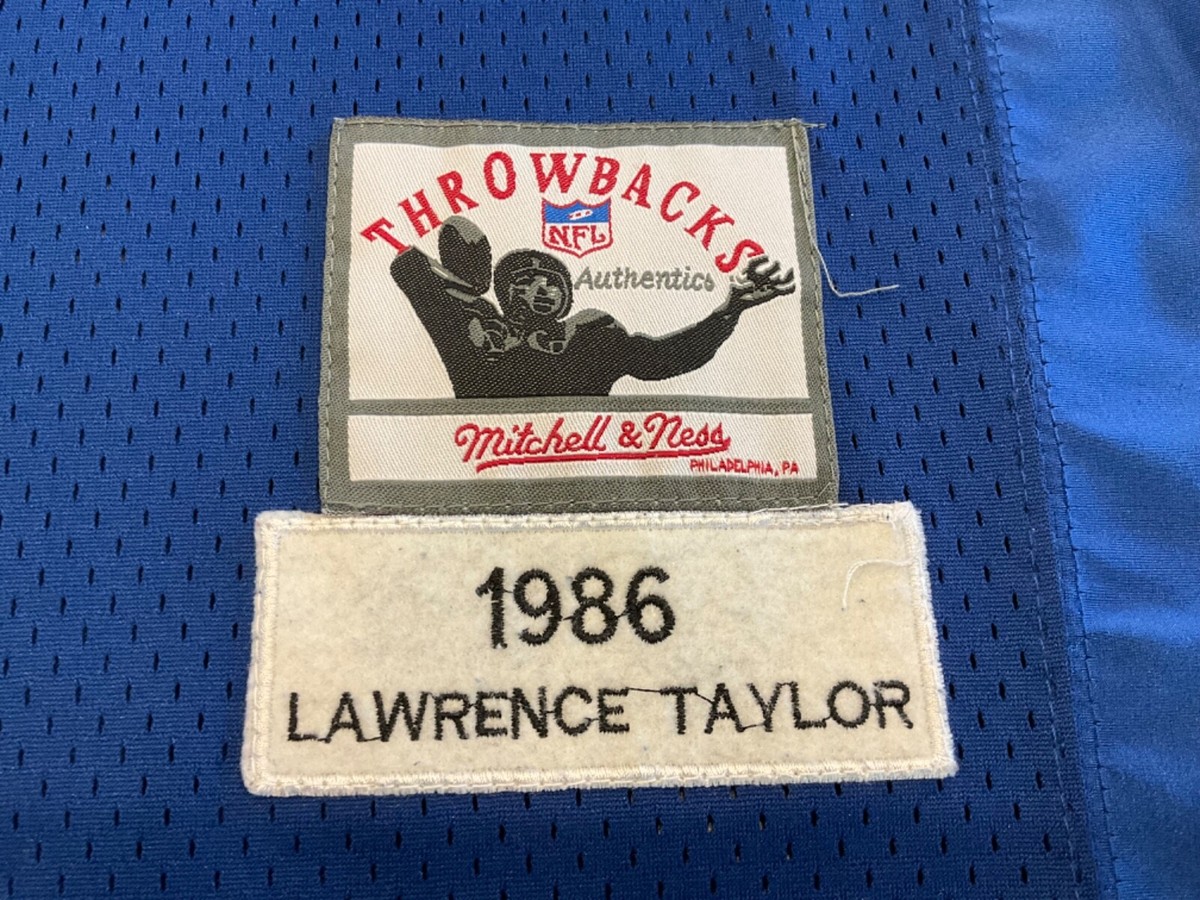 THROWBACKS
NFL
Authentics
Mitchell & Ness
PHILADELPHIA, PA
1986
LAWRENCE TAYLOR